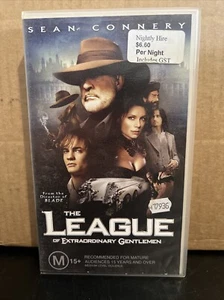 SEAN CONNERY
Nightly Hire
$6.60
Per Night
Includes GST
From the
Director of
BLADE
THE
LEAGUE
OF EXTRAORDINARY GENTLEMEN
M 15+
RECOMMENDED FOR MATURE
AUDIENCES 15 YEARS AND OVER